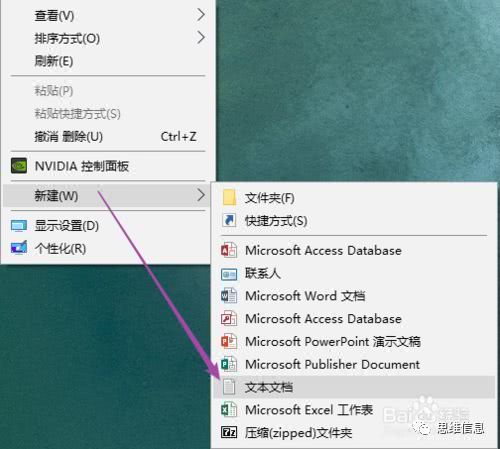 查看(V)
排序方式(O)
刷新(E)
粘贴(P)
粘贴快捷方式(S)
撤消 删除(U) Ctrl+Z
NVIDIA 控制面板
新建(W)
显示设置(D)
个性化(R)
文件夹(F)
快捷方式(S)
Microsoft Access Database
联系人
Microsoft Word 文档
Microsoft Access Database
Microsoft PowerPoint 演示文稿
Microsoft Publisher Document
文本文档
Microsoft Excel 工作表
压缩(zipped)文件夹
Baidu 经验
思维信息